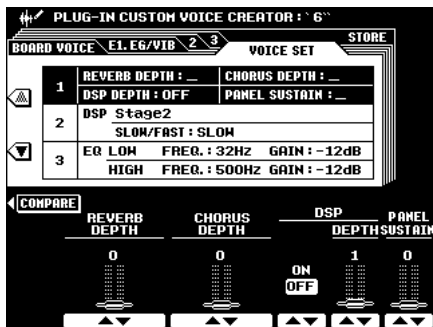 PLUG-IN CUSTOM VOICE CREATOR:`6``
STORE
BOARD VOICE E1.EG/VIB 2 3 VOICE SET
1 REVERB DEPTH:_ CHORUS DEPTH:_
DSP DEPTH:OFF PANEL SUSTAIN:_
2 DSP Stage2
SLOW/FAST:SLOW
3 EQ LOW FREQ.:32Hz GAIN:-12dB
HIGH FREQ.:500Hz GAIN:-12dB
COMPARE
REVERB DEPTH CHORUS DEPTH DSP DEPTH PANEL SUSTAIN
0 0 ON OFF 1 0